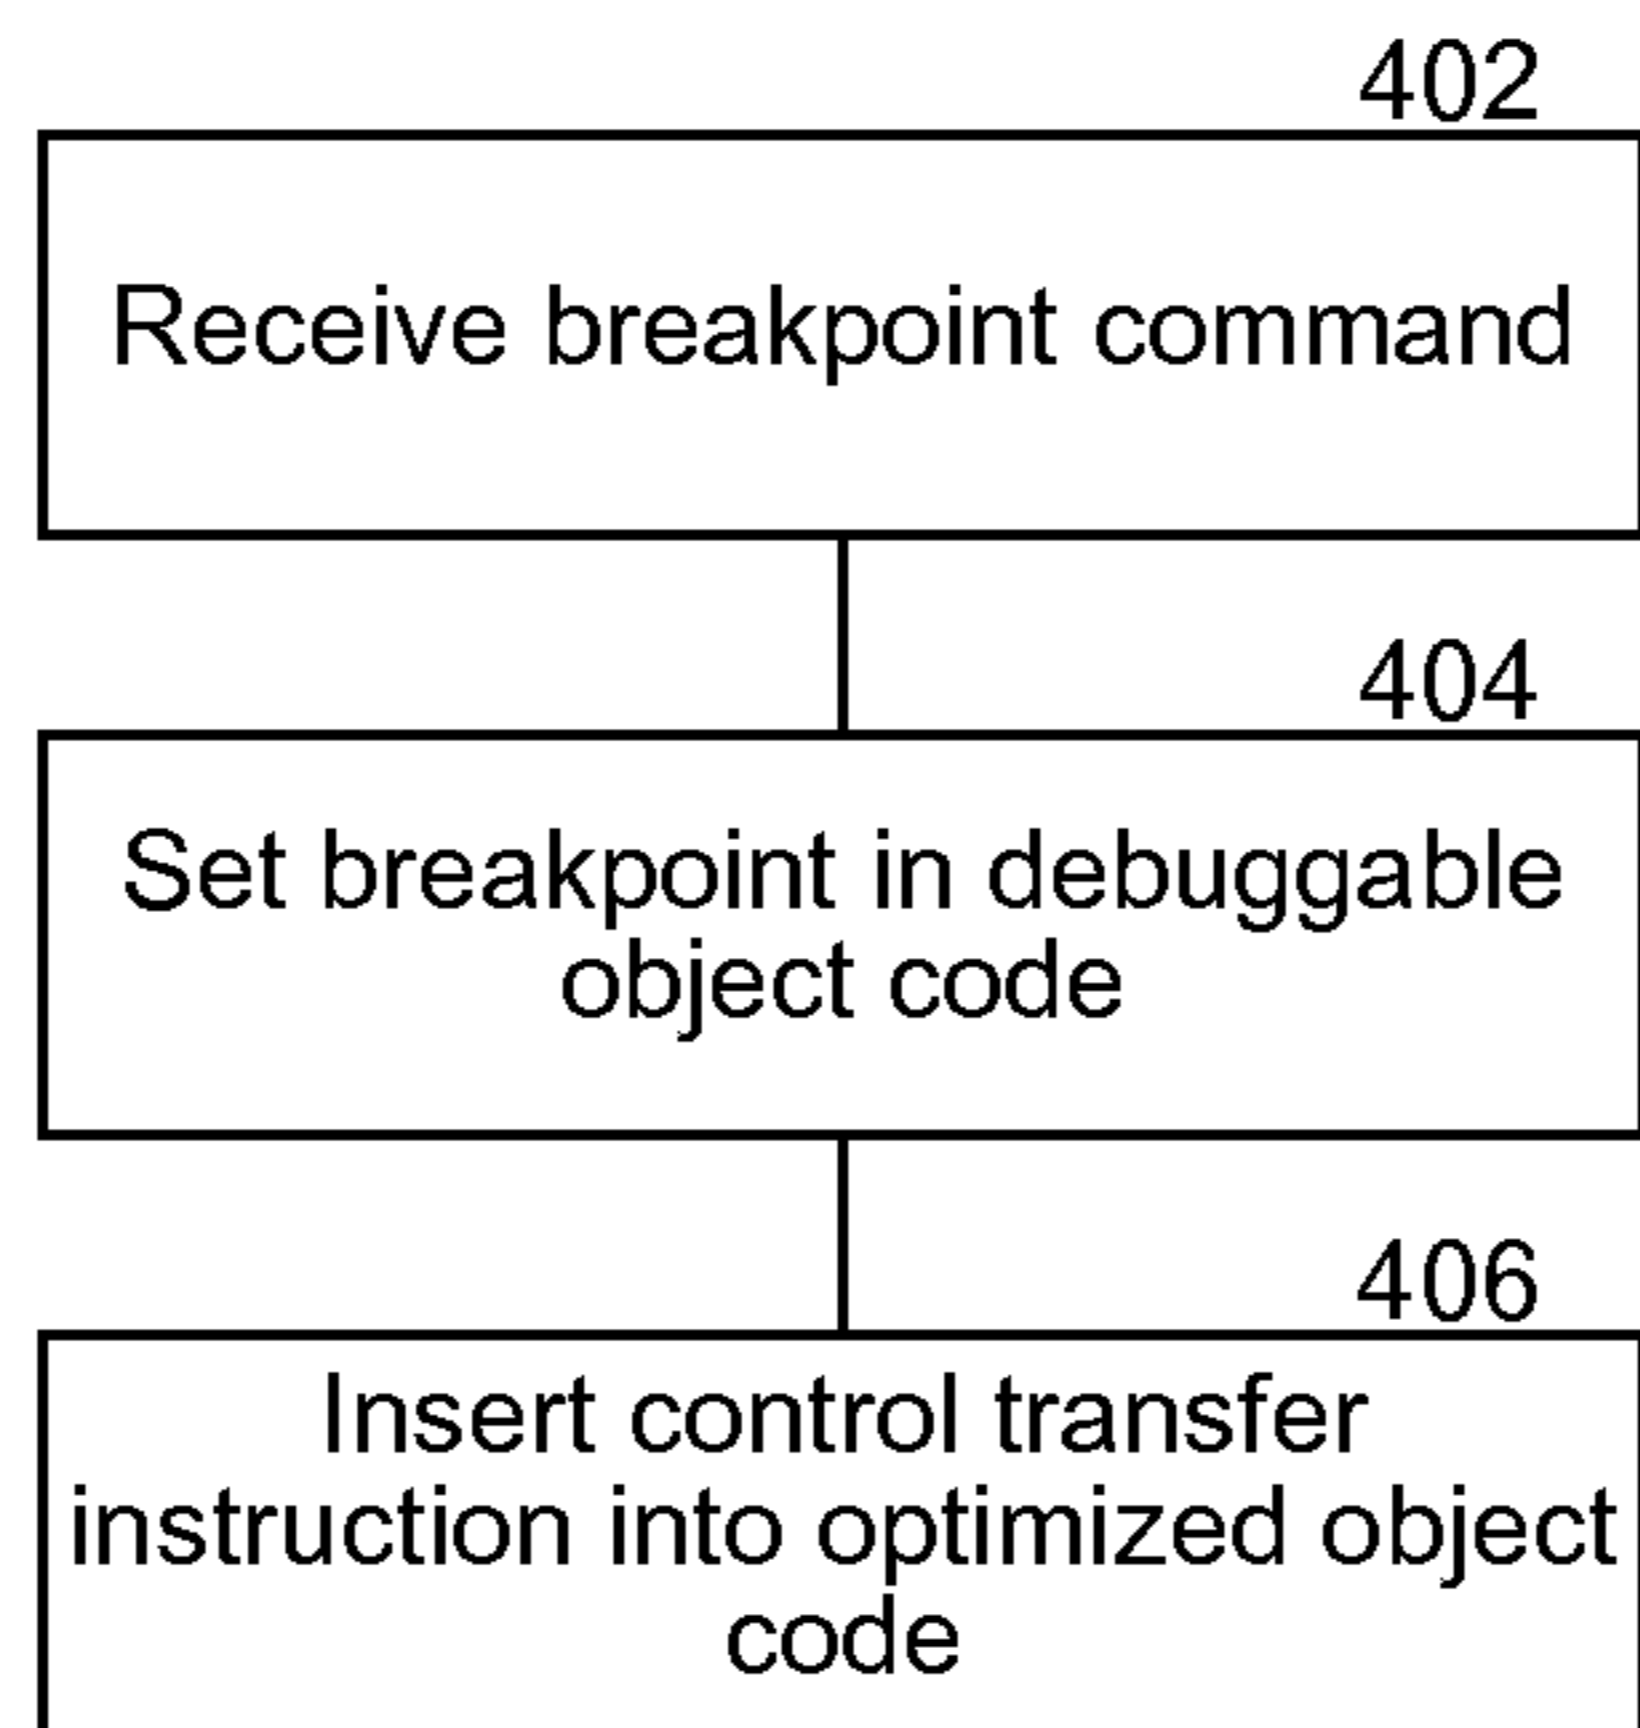 402
Receive breakpoint command
404
Set breakpoint in debuggable
object code
406
Insert control transfer
instruction into optimized object
code